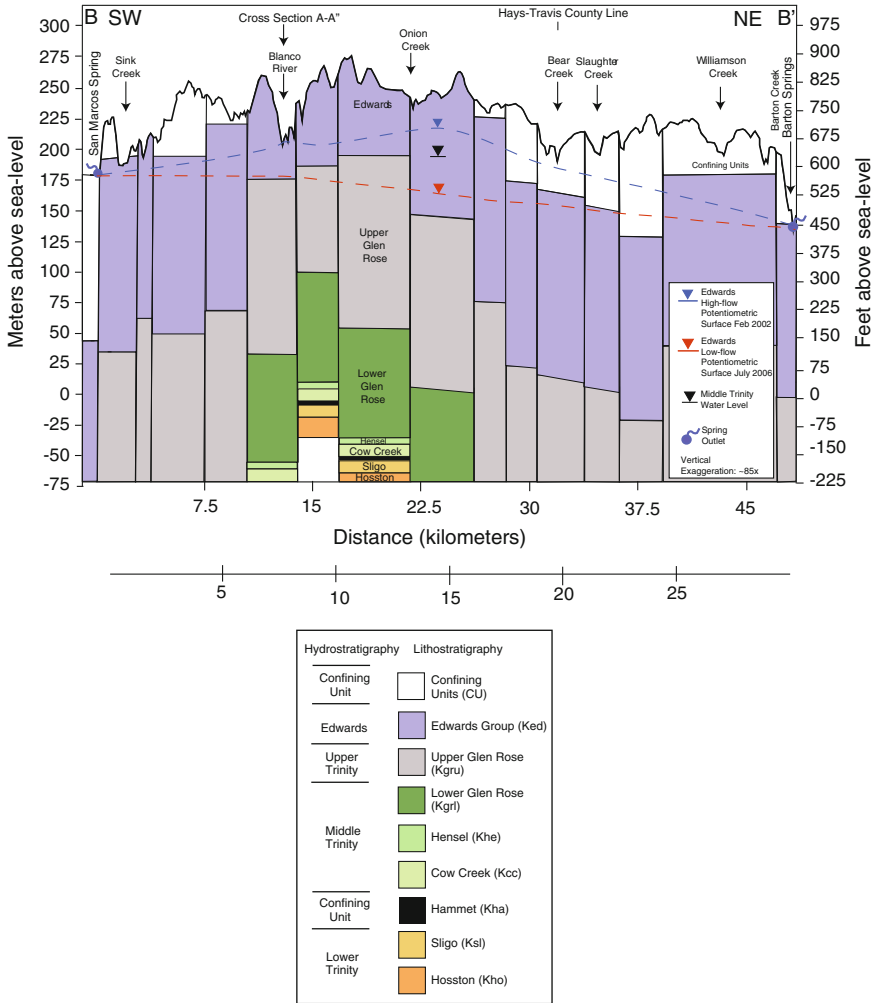 B SW
Cross Section A-A"
Hays-Travis County Line
NE B'
San Marcos Spring
Sink
Creek
Blanco
River
Onion
Creek
Bear
Creek
Slaughter
Creek
Williamson
Creek
Barton Creek
Barton Springs
Meters above sea-level
300
275
250
225
200
175
150
125
100
75
50
25
0
-25
-50
-75
Feet above sea-level
975
900
825
750
675
600
525
450
375
300
225
150
75
0
-75
-150
-225
Edwards
Upper
Glen
Rose
Lower
Glen
Rose
Hensel
Cow Creek
Sligo
Hosston
Confining Units
Edwards
High-flow
Potentiometric
Surface Feb 2002
Edwards
Low-flow
Potentiometric
Surface July 2006
Middle Trinity
Water Level
Spring
Outlet
Vertical
Exaggeration: ~85x
7.5 15 22.5 30 37.5 45
Distance (kilometers)
5 10 15 20 25
Hydrostratigraphy Lithostratigraphy
Confining
Unit
Confining
Units (CU)
Edwards
Edwards Group (Ked)
Upper
Trinity
Upper Glen Rose
(Kgru)
Lower Glen Rose
(Kgrl)
Middle
Trinity
Hensel (Khe)
Cow Creek (Kcc)
Confining
Unit
Hammet (Kha)
Lower
Trinity
Sligo (Ksl)
Hosston (Kho)